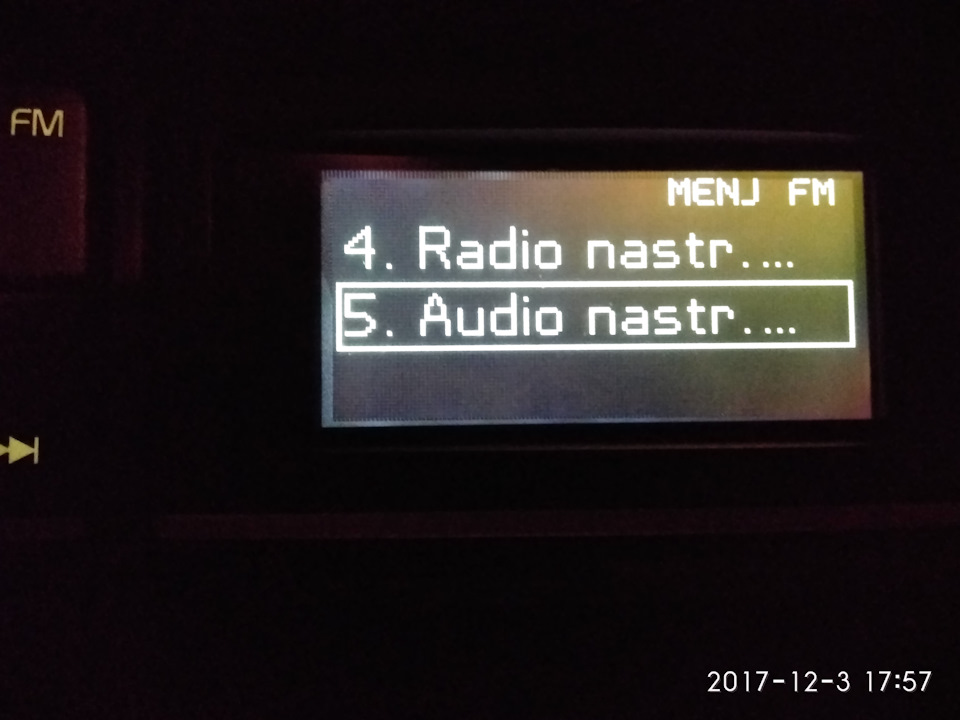 FM
MENJ FM
4. Radio nastr....
5. Audio nastr....
2017-12-3 17:57